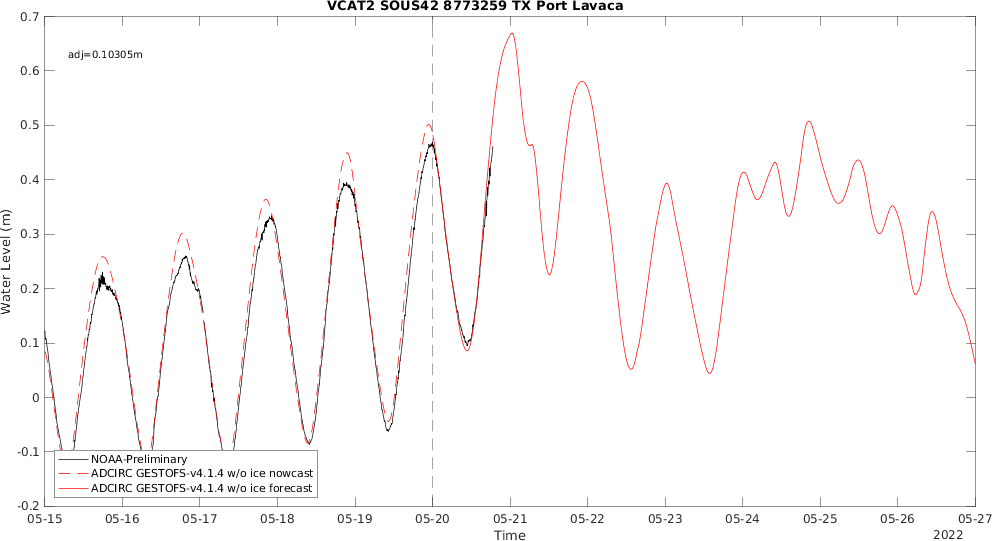 VCAT2 SOUS42 8773259 TX Port Lavaca
adj=0.10305m
Water Level (m)
0.7
0.6
0.5
0.4
0.3
0.2
0.1
0
-0.1
-0.2
NOAA-Preliminary
ADCIRC GESTOFS-v4.1.4 w/o ice nowcast
ADCIRC GESTOFS-v4.1.4 w/o ice forecast
05-15 05-16 05-17 05-18 05-19 05-20 05-21 05-22 05-23 05-24 05-25 05-26 05-27
Time
2022